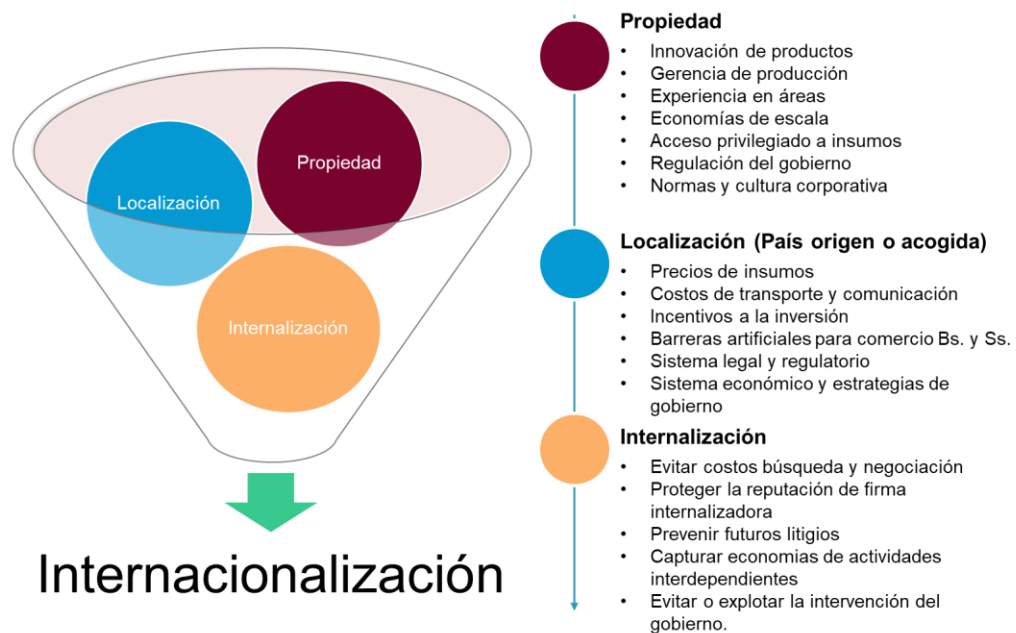 Propiedad
Localización
Internalización
Internacionalización
Propiedad
• Innovación de productos
• Gerencia de producción
• Experiencia en áreas
• Economías de escala
• Acceso privilegiado a insumos
• Regulación del gobierno
• Normas y cultura corporativa
Localización (País origen o acogida)
• Precios de insumos
• Costos de transporte y comunicación
• Incentivos a la inversión
• Barreras artificiales para comercio Bs. y Ss.
• Sistema legal y regulatorio
• Sistema económico y estrategias de
gobierno
Internalización
• Evitar costos búsqueda y negociación
• Proteger la reputación de firma
internalizadora
• Prevenir futuros litigios
• Capturar economias de actividades
interdependientes
• Evitar o explotar la intervención del
gobierno.